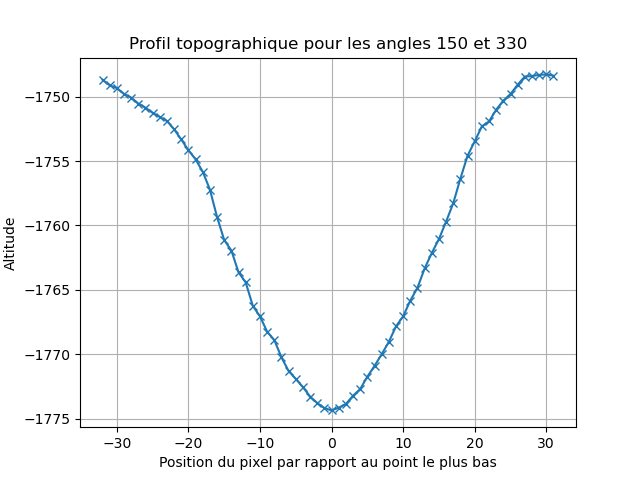 Profil topographique pour les angles 150 et 330
Altitude
−1750
−1755
−1760
−1765
−1770
−1775
−30 −20 −10 0 10 20 30
Position du pixel par rapport au point le plus bas